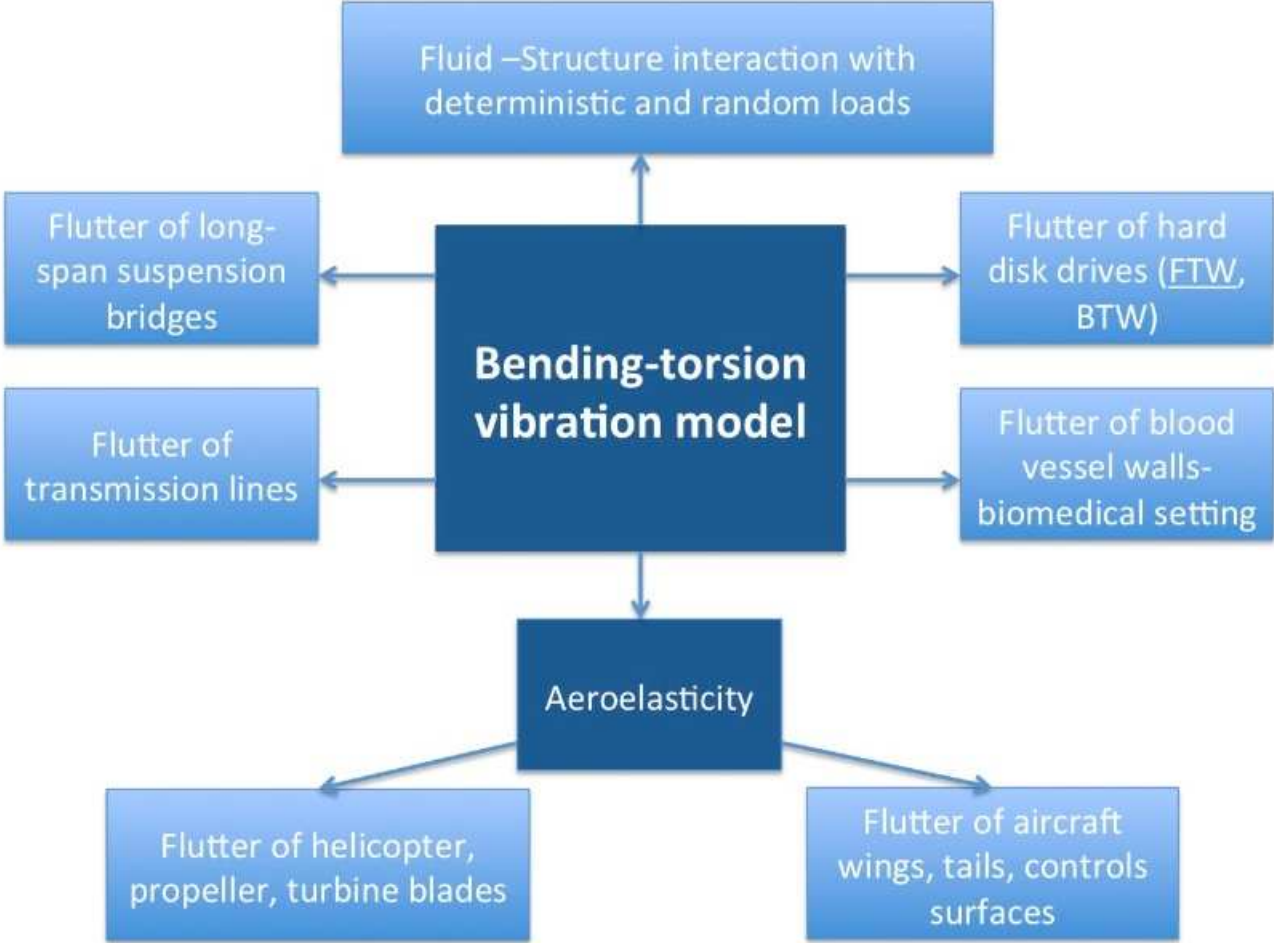 Fluid –Structure interaction with
deterministic and random loads
Flutter of long-
span suspension
bridges
Flutter of hard
disk drives (FTW,
BTW)
Bending-torsion
vibration model
Flutter of
transmission lines
Flutter of blood
vessel walls-
biomedical setting
Aeroelasticity
Flutter of helicopter,
propeller, turbine blades
Flutter of aircraft
wings, tails, controls
surfaces